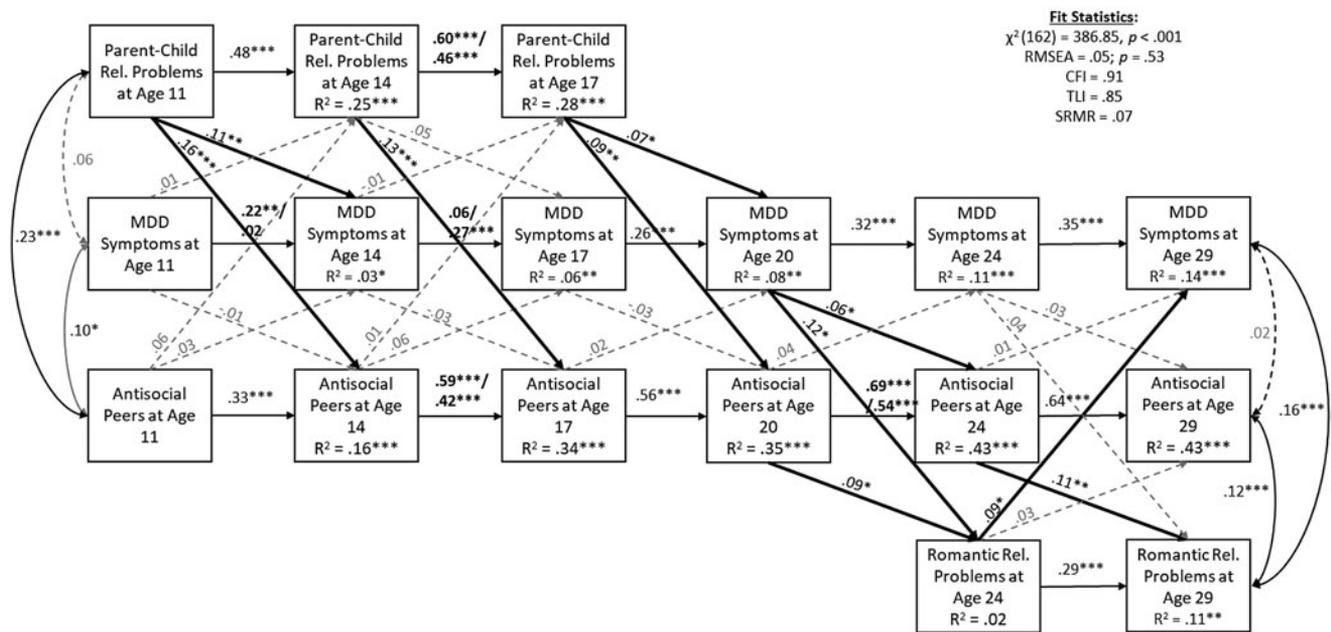 Fit Statistics:
χ²(162) = 386.85, p < .001
RMSEA = .05; p = .53
CFI = .91
TLI = .85
SRMR = .07
Parent-Child
Rel. Problems
at Age 11
.48***
Parent-Child
Rel. Problems
at Age 14
R² = .25***
.60***/
.46***
Parent-Child
Rel. Problems
at Age 17
R² = .28***
.06
.23***
.10*
.11**
.16***
.01
.05
.13***
-.01
.07*
.09**
MDD
Symptoms at
Age 11
.22**/
.02
MDD
Symptoms at
Age 14
R² = .03*
.06/
.27***
MDD
Symptoms at
Age 17
R² = .06**
.26***
MDD
Symptoms at
Age 20
R² = .08**
.32***
MDD
Symptoms at
Age 24
R² = .11***
.35***
MDD
Symptoms at
Age 29
R² = .14***
-.01
.06
.03
-.03
.01
.06
-.03
.02
.06*
.12*
.04
.03
.04
.01
.02
.16***
Antisocial
Peers at Age
11
.33***
Antisocial
Peers at Age
14
R² = .16***
.59***/
.42***
Antisocial
Peers at Age
17
R² = .34***
.56***
Antisocial
Peers at Age
20
R² = .35***
.69***
/.54***
Antisocial
Peers at Age
24
R² = .43***
.64***
Antisocial
Peers at Age
29
R² = .43***
.09*
.09*
.03
.11**
.12***
Romantic Rel.
Problems at
Age 24
R² = .02
.29***
Romantic Rel.
Problems at
Age 29
R² = .11**